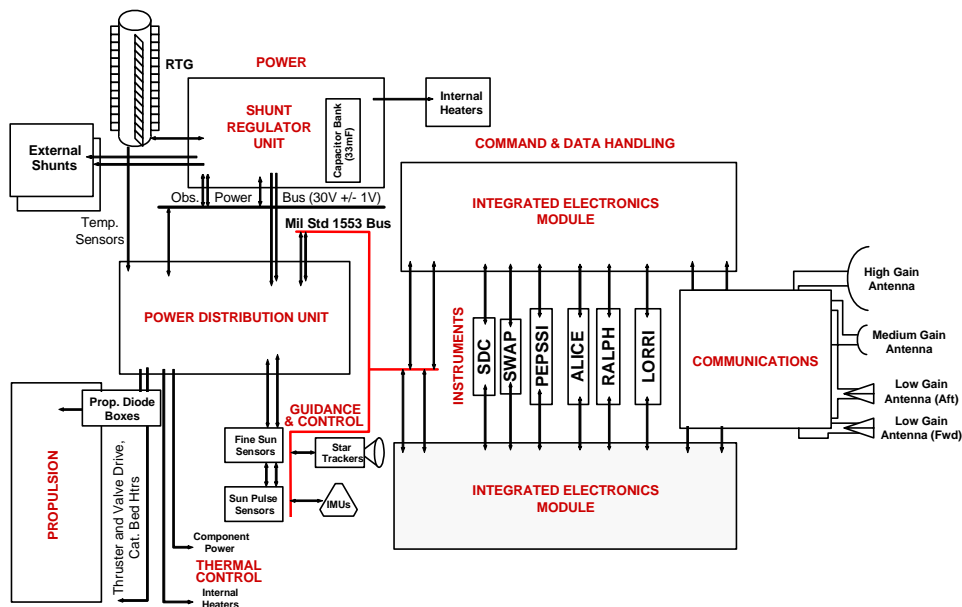 RTG
POWER
SHUNT
REGULATOR
UNIT
Capacitor Bank
(33mF)
Internal
Heaters
External
Shunts
Obs. Power Bus (30V +/- 1V)
Temp.
Sensors
Mil Std 1553 Bus
COMMAND & DATA HANDLING
INTEGRATED ELECTRONICS
MODULE
POWER DISTRIBUTION UNIT
INSTRUMENTS
SDC
SWAP
PEPSSI
ALICE
RALPH
LORRI
COMMUNICATIONS
High Gain
Antenna
Medium Gain
Antenna
Low Gain
Antenna (Aft)
Low Gain
Antenna (Fwd)
Prop. Diode
Boxes
GUIDANCE
& CONTROL
Fine Sun
Sensors
Star
Trackers
Sun Pulse
Sensors
IMUs
PROPULSION
Thruster and Valve Drive,
Cat. Bed Htrs
Component
Power
THERMAL
CONTROL
Internal
Heaters
INTEGRATED ELECTRONICS
MODULE